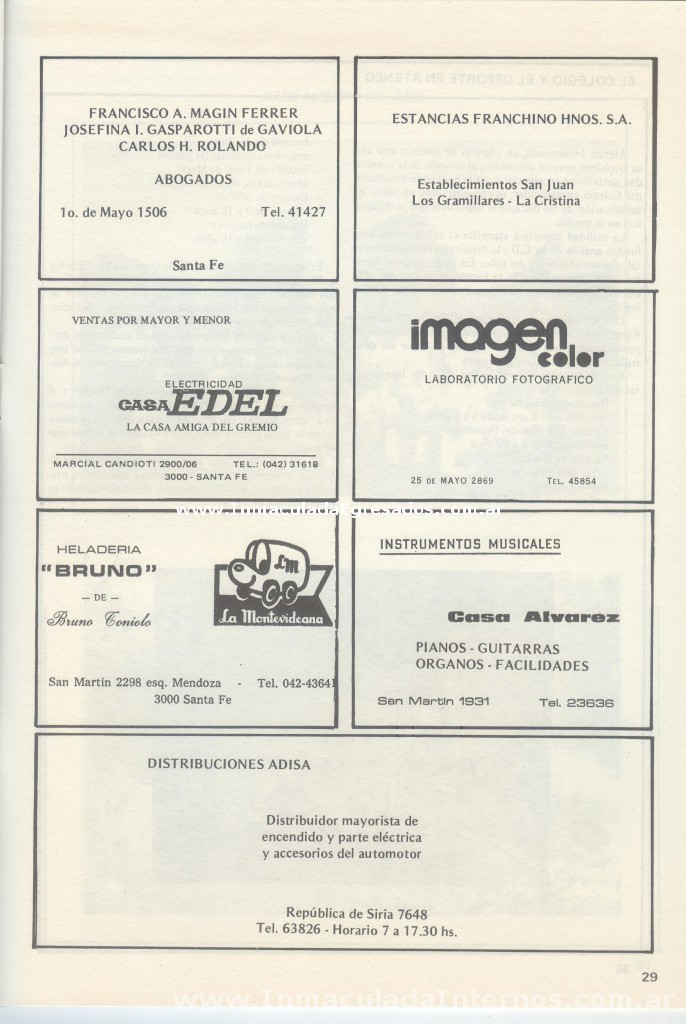 FRANCISCO A. MAGIN FERRER
JOSEFINA I. GASPAROTTI de GAVIOLA
CARLOS H. ROLANDO
ABOGADOS
1o. de Mayo 1506 Tel. 41427
Santa Fe
ESTANCIAS FRANCHINO HNOS. S.A.
Establecimientos San Juan
Los Gramillares - La Cristina
VENTAS POR MAYOR Y MENOR
ELECTRICIDAD
CASA EDEL
LA CASA AMIGA DEL GREMIO
MARCIAL CANDIOTI 2900/06 TEL.: (042) 31618
3000 - SANTA FE
imagen
color
LABORATORIO FOTOGRAFICO
25 DE MAYO 2869 TEL. 45854
www.InmaculadaEgresados.com.ar
HELADERIA
"BRUNO"
— DE —
Bruno Toniolo
LM
La Montevideana
San Martín 2298 esq. Mendoza - Tel. 042-43641
3000 Santa Fe
INSTRUMENTOS MUSICALES
Casa Alvarez
PIANOS - GUITARRAS
ORGANOS - FACILIDADES
San Martin 1931 Tel. 23636
DISTRIBUCIONES ADISA
Distribuidor mayorista de
encendido y parte eléctrica
y accesorios del automotor
República de Siria 7648
Tel. 63826 - Horario 7 a 17.30 hs.
29
www.InmaculadaInternos.com.ar